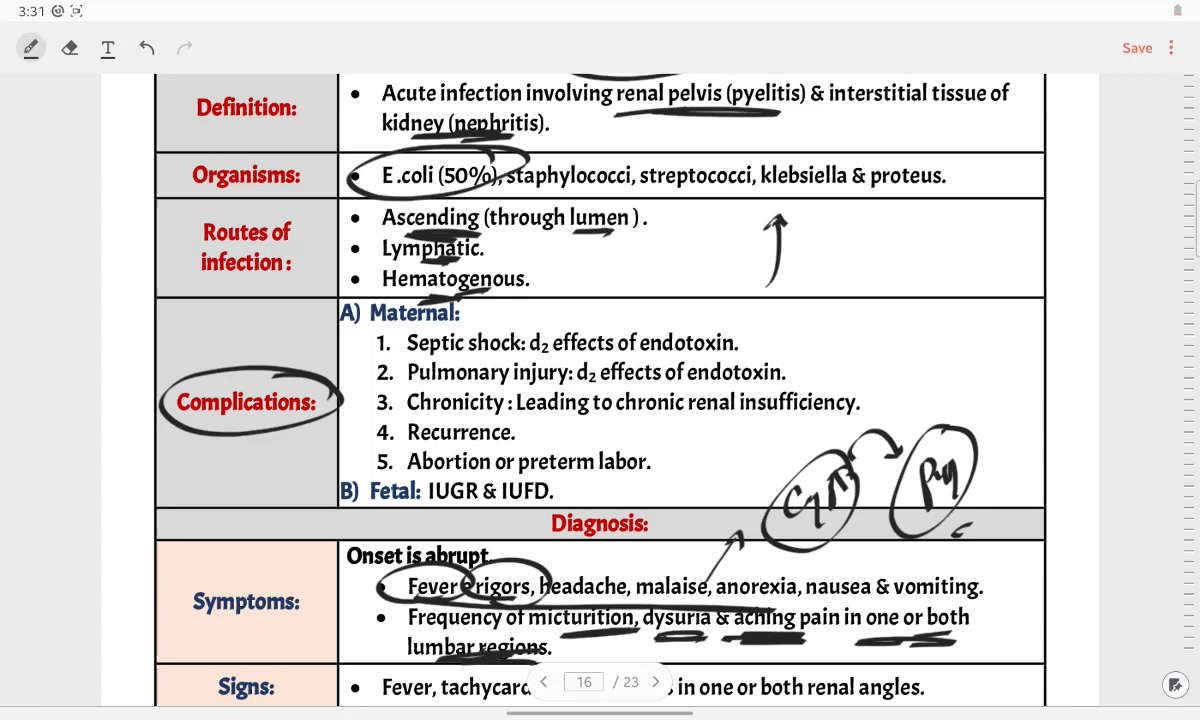 3:31
Save
Definition:
• Acute infection involving renal pelvis (pyelitis) & interstitial tissue of
kidney (nephritis).
Organisms:
• E.coli (50%), staphylococci, streptococci, klebsiella & proteus.
Routes of
infection:
• Ascending (through lumen ).
• Lymphatic.
• Hematogenous.
Complications:
A) Maternal:
1. Septic shock: d2 effects of endotoxin.
2. Pulmonary injury: d2 effects of endotoxin.
3. Chronicity : Leading to chronic renal insufficiency.
4. Recurrence.
5. Abortion or preterm labor.
B) Fetal: IUGR & IUFD.
Diagnosis:
Symptoms:
Onset is abrupt.
• Fever e rigors, headache, malaise, anorexia, nausea & vomiting.
• Frequency of micturition, dysuria & aching pain in one or both
lumbar regions.
Signs:
• Fever, in one or both renal angles.
16 / 23